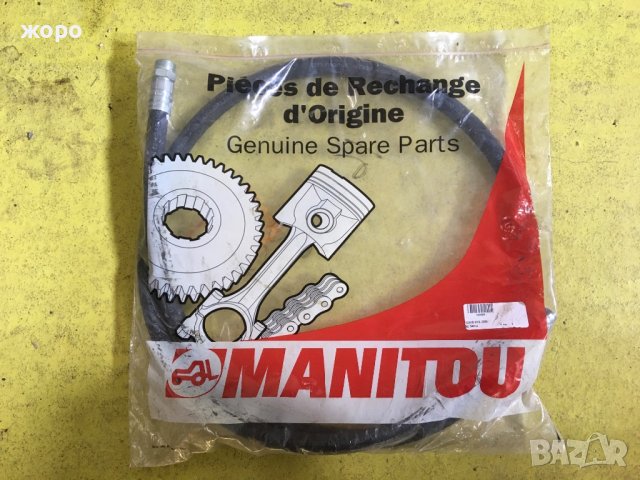 жоро
Pièces de Rechange
d'Origine
Genuine Spare Parts
MANITOU
BAZAR